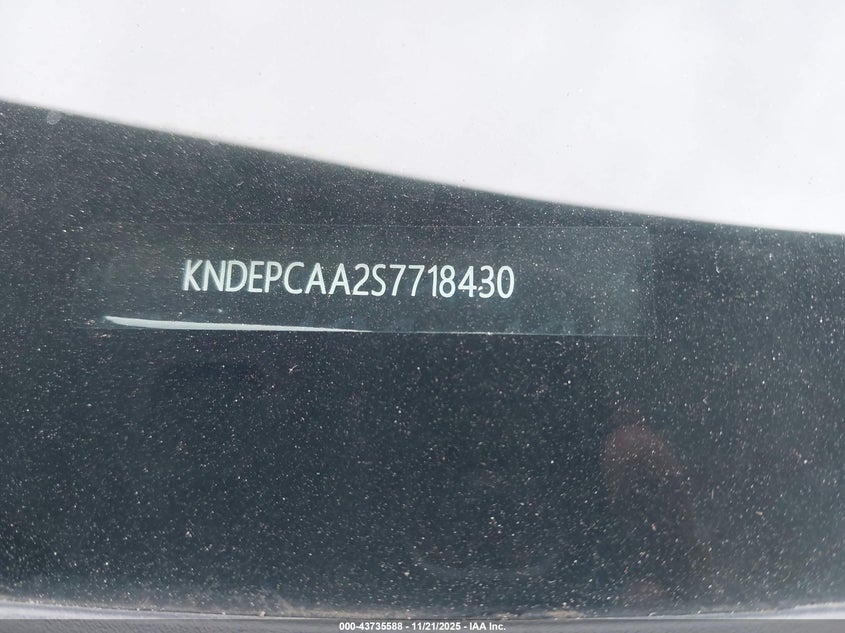 KNDEPCAA2S7718430
000-43735588 - 11/21/2025 - IAA Inc.